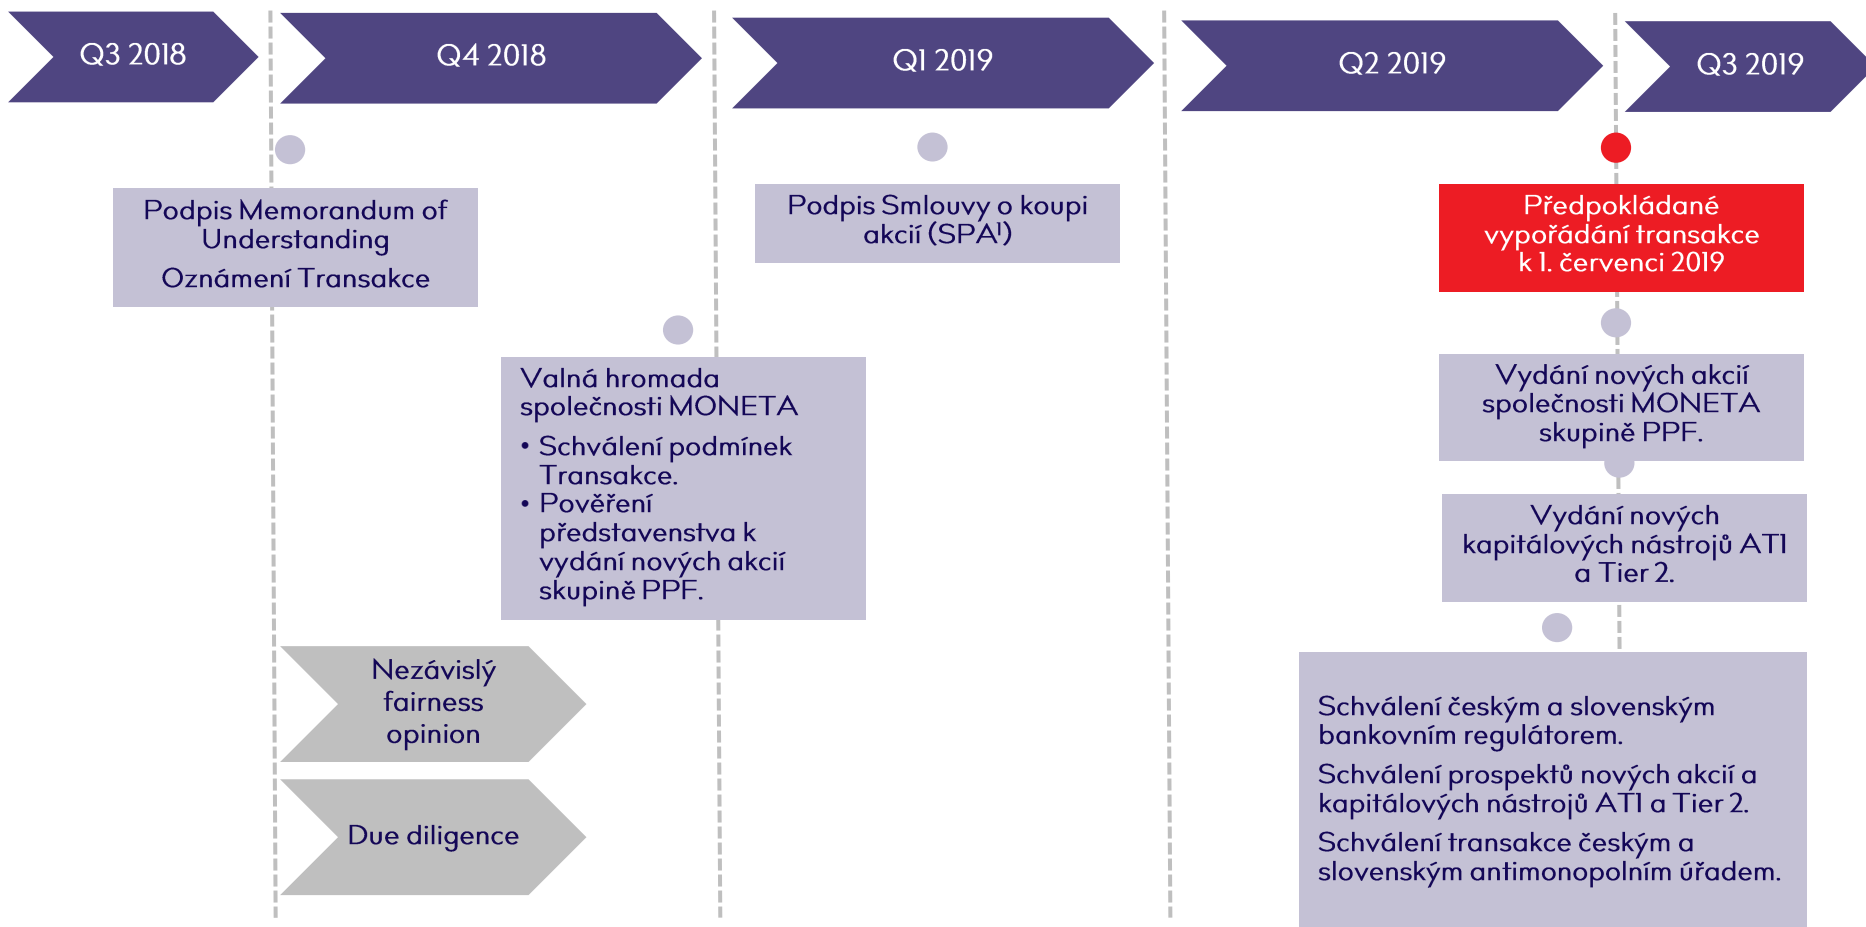 Q3 2018
Q4 2018
Q1 2019
Q2 2019
Q3 2019
Podpis Memorandum of
Understanding
Oznámení Transakce
Podpis Smlouvy o koupi
akcií (SPA¹)
Předpokládané
vypořádání transakce
k 1. červenci 2019
Valná hromada
společnosti MONETA
• Schválení podmínek
Transakce.
• Pověření
představenstva k
vydání nových akcií
skupině PPF.
Vydání nových akcií
společnosti MONETA
skupině PPF.
Vydání nových
kapitálových nástrojů AT1
a Tier 2.
Nezávislý
fairness
opinion
Due diligence
Schválení českým a slovenským
bankovním regulátorem.
Schválení prospektů nových akcií a
kapitálových nástrojů AT1 a Tier 2.
Schválení transakce českým a
slovenským antimonopolním úřadem.